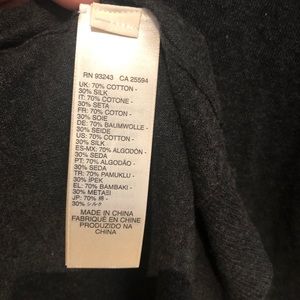 RN 93243 CA 25594
UK: 70% COTTON -
30% SILK
IT: 70% COTONE -
30% SETA
FR: 70% COTON -
30% SOIE
DE: 70% BAUMWOLLE -
30% SEIDE
US: 70% COTTON -
30% SILK
ES-MX: 70% ALGODÓN -
30% SEDA
PT: 70% ALGODÃO -
30% SEDA
TR: 70% PAMUKLU -
30% İPEK
EL: 70% BAMBAKI -
30% ΜΕΤΑΞΙ
JP: 70% 綿 -
30% シルク
MADE IN CHINA
FABRIQUÉ EN CHINE
PRODUZIDO NA
CHINA